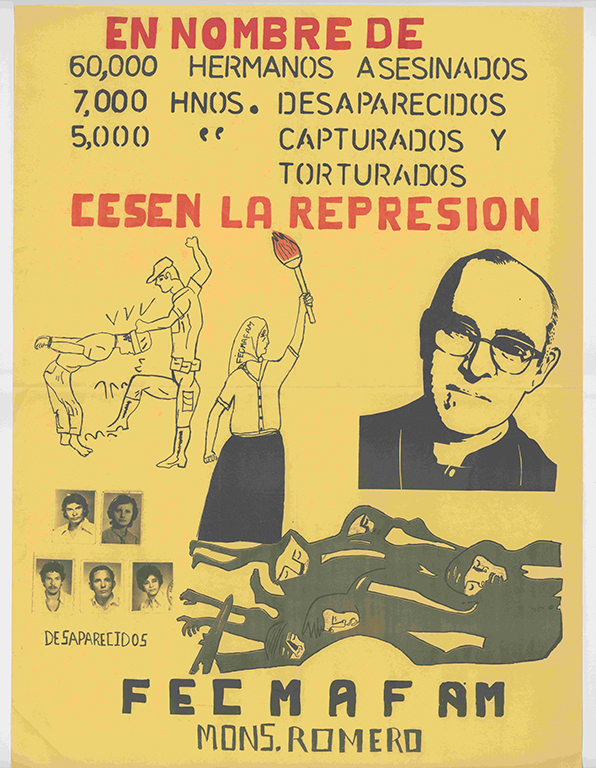 EN NOMBRE DE
60,000 HERMANOS ASESINADOS
7,000 HNOS. DESAPARECIDOS
5,000 “ CAPTURADOS Y
TORTURADOS
CESEN LA REPRESION
FECMAFAM
DESAPARECIDOS
FECMAFAM
MONS. ROMERO